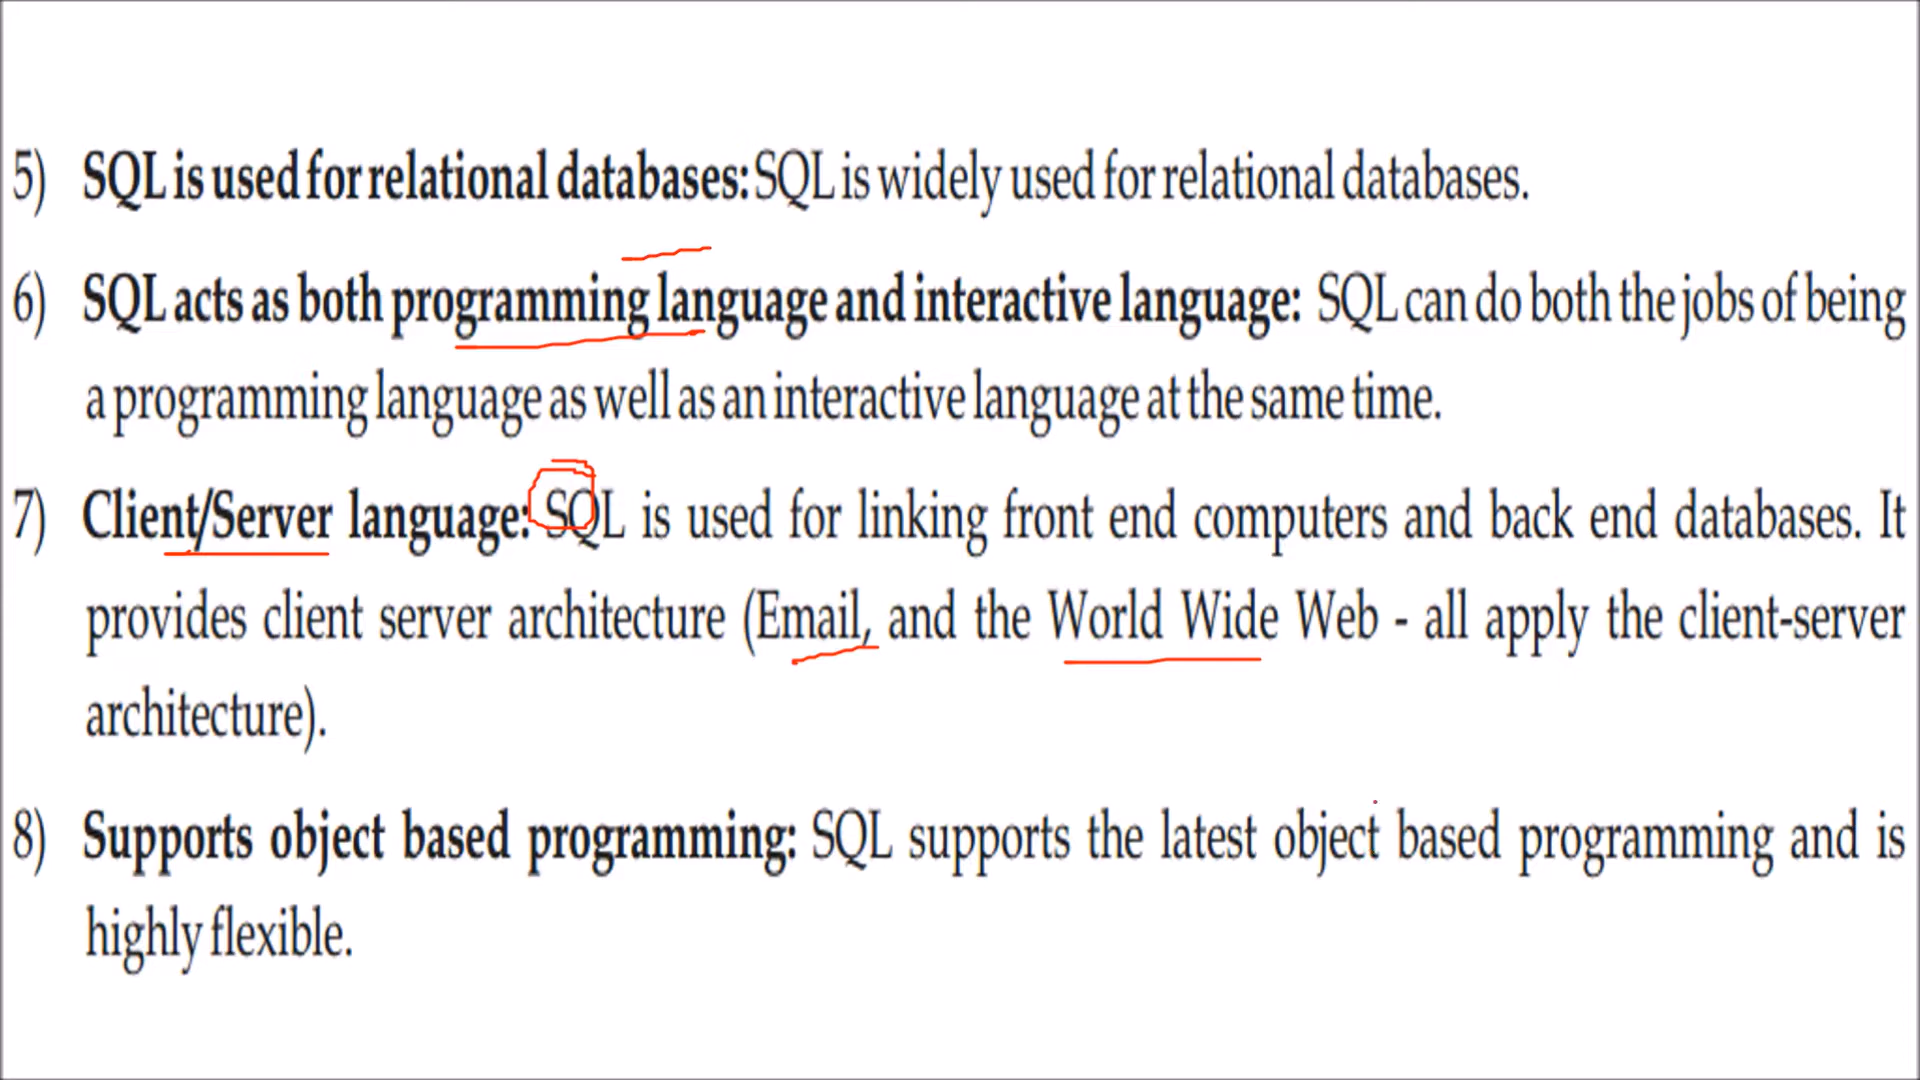 5) SQL is used for relational databases: SQL is widely used for relational databases.
6) SQL acts as both programming language and interactive language: SQL can do both the jobs of being
a programming language as well as an interactive language at the same time.
7) Client/Server language: SQL is used for linking front end computers and back end databases. It
provides client server architecture (Email, and the World Wide Web - all apply the client-server
architecture).
8) Supports object based programming: SQL supports the latest object based programming and is
highly flexible.